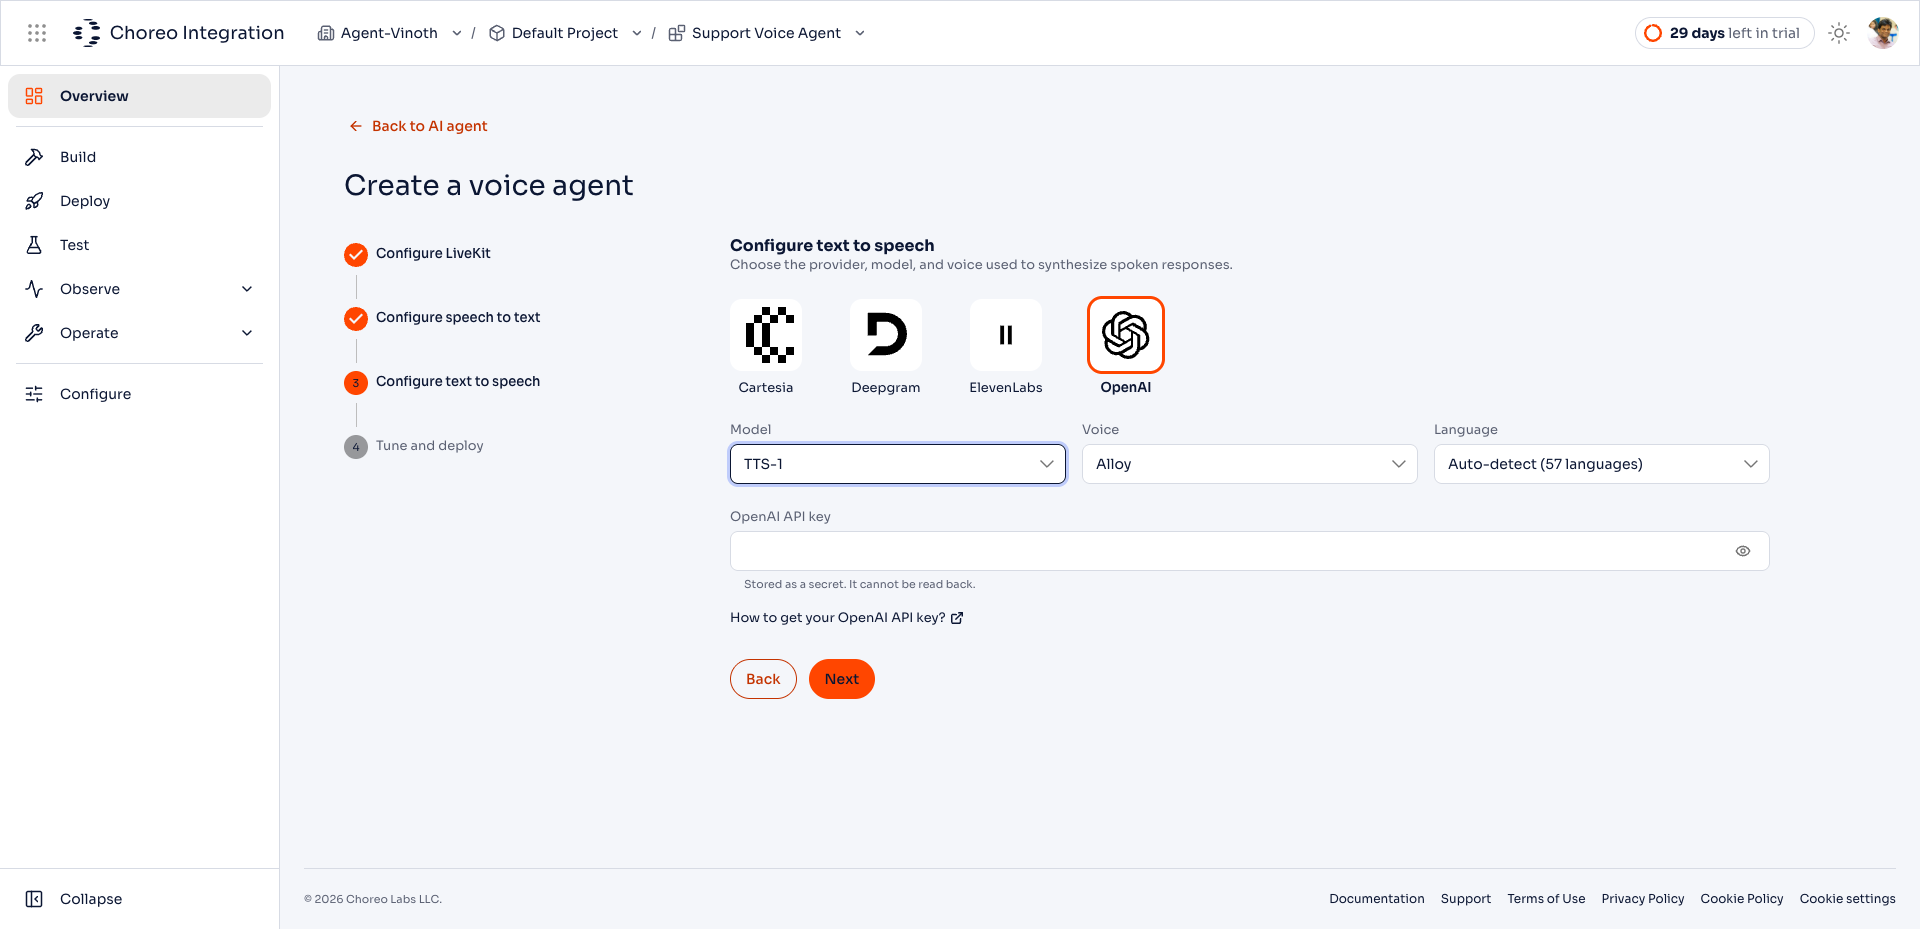 Choreo Integration
Agent-Vinoth / Default Project / Support Voice Agent
29 days left in trial
Overview
Build
Deploy
Test
Observe
Operate
Configure
Collapse
Back to AI agent
Create a voice agent
Configure LiveKit
Configure speech to text
3 Configure text to speech
4 Tune and deploy
Configure text to speech
Choose the provider, model, and voice used to synthesize spoken responses.
Cartesia Deepgram ElevenLabs OpenAI
Model Voice Language
TTS-1 Alloy Auto-detect (57 languages)
OpenAI API key
Stored as a secret. It cannot be read back.
How to get your OpenAI API key?
Back Next
© 2026 Choreo Labs LLC.
Documentation Support Terms of Use Privacy Policy Cookie Policy Cookie settings